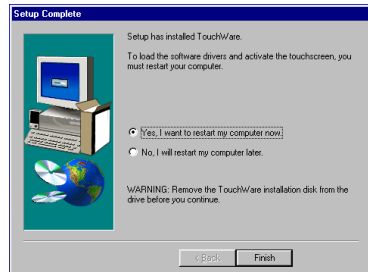 Setup Complete
Setup has installed TouchWare.
To load the software drivers and activate the touchscreen, you
must restart your computer.
Yes, I want to restart my computer now.
No, I will restart my computer later.
WARNING: Remove the TouchWare installation disk from the
drive before you continue.
< Back
Finish